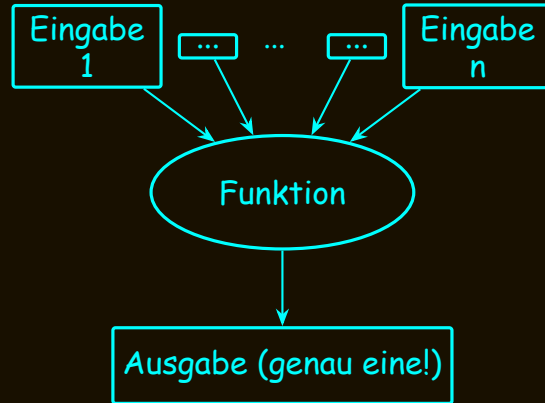 Eingabe
1
...
...
...
Eingabe
n
Funktion
Ausgabe (genau eine!)